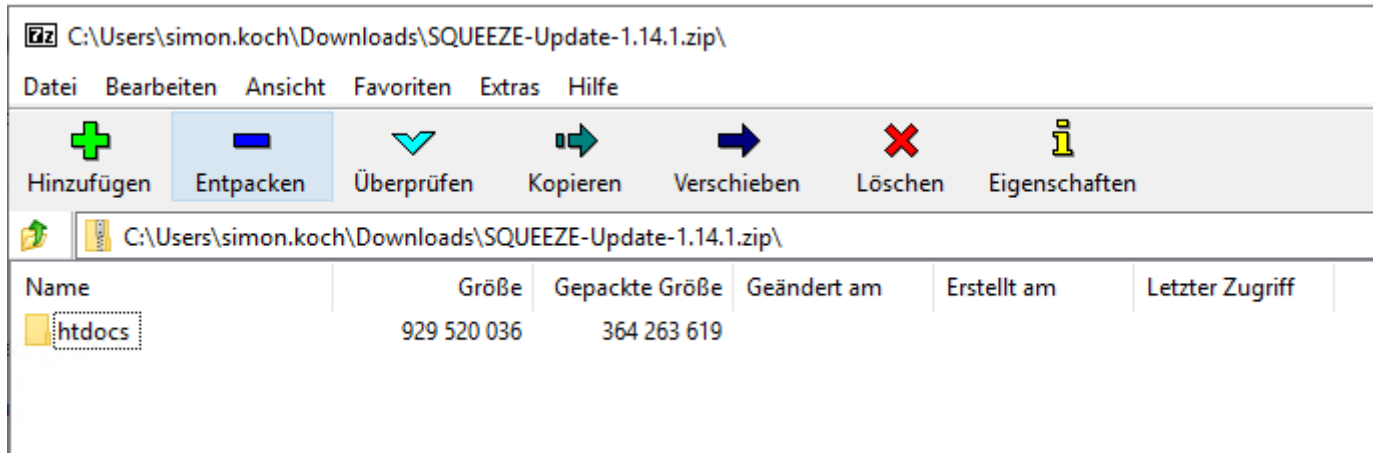 7z C:\Users\simon.koch\Downloads\SQUEEZE-Update-1.14.1.zip\
Datei Bearbeiten Ansicht Favoriten Extras Hilfe
Hinzufügen Entpacken Überprüfen Kopieren Verschieben Löschen Eigenschaften
C:\Users\simon.koch\Downloads\SQUEEZE-Update-1.14.1.zip\
Name Größe Gepackte Größe Geändert am Erstellt am Letzter Zugriff
htdocs 929 520 036 364 263 619